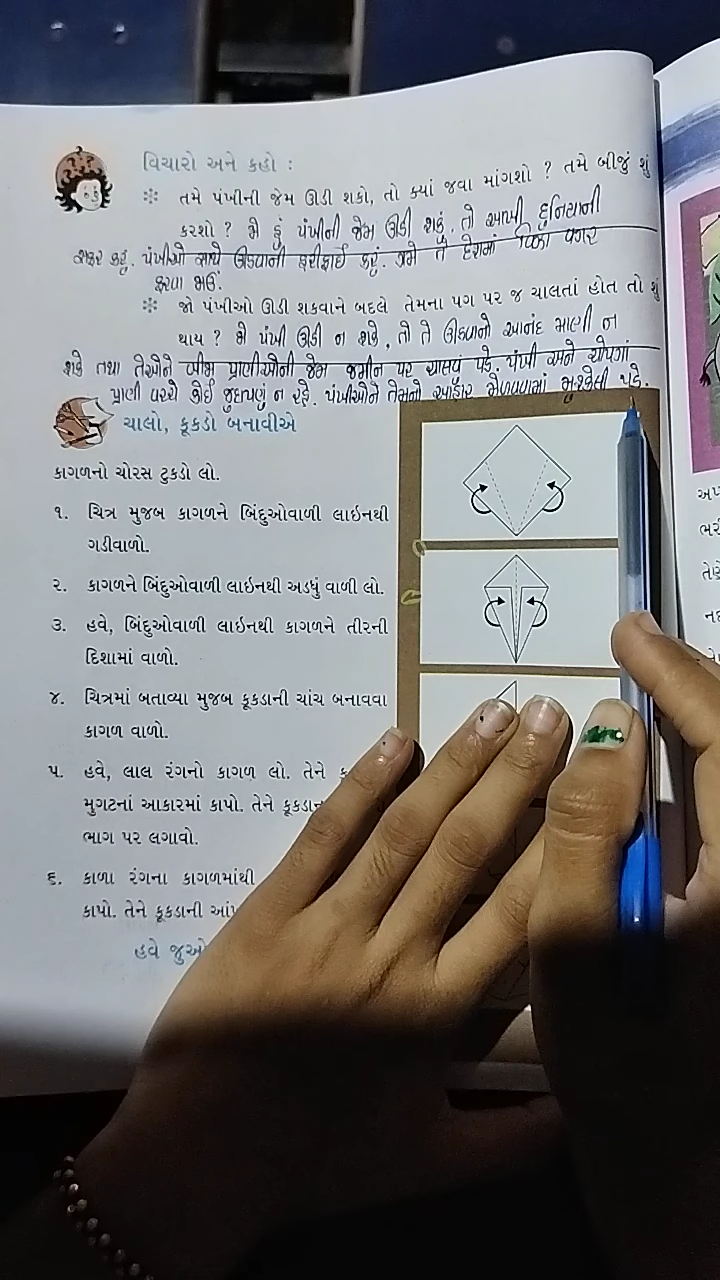 વિચારો અને કહો :
❊ તમે પંખીની જેમ ઊડી શકો, તો ક્યાં જવા માંગશો ? તમે બીજું શું
કરશો ? જો હું પંખીની જેમ ઊડી શકું. તો આખી દુનિયાની
સફર કરું. પંખીઓ સાથે ઊડવાની હરીફાઈ કરું. ગમે તે દેશમાં વિઝા વગર
ફરવા જાઉં.
❊ જો પંખીઓ ઊડી શકવાને બદલે તેમના પગ પર જ ચાલતાં હોત તો શું
થાય ? જો પંખી ઊડી ન શકે, તો તે ઊડવાનો આનંદ માણી ન
શકે તથા તેઓને બીજા પ્રાણીઓની જેમ જમીન પર ચાલવું પડે. પંખી અને ચોપગાં
પ્રાણી વચ્ચે કોઈ જુદાપણું ન રહે. પંખીઓને તેમનો આહાર મેળવવામાં મુશ્કેલી પડે.
ચાલો, કૂકડો બનાવીએ
કાગળનો ચોરસ ટુકડો લો.
૧. ચિત્ર મુજબ કાગળને બિંદુઓવાળી લાઇનથી
ગડીવાળો.
૨. કાગળને બિંદુઓવાળી લાઇનથી અડધું વાળી લો.
૩. હવે, બિંદુઓવાળી લાઇનથી કાગળને તીરની
દિશામાં વાળો.
૪. ચિત્રમાં બતાવ્યા મુજબ કૂકડાની ચાંચ બનાવવા
કાગળ વાળો.
૫. હવે, લાલ રંગનો કાગળ લો. તેને
મુગટનાં આકારમાં કાપો. તેને
ભાગ પર લગાવો.
૬. કાળા રંગના કાગળમાંથી
કાપો. તેને કૂકડાની
હવે